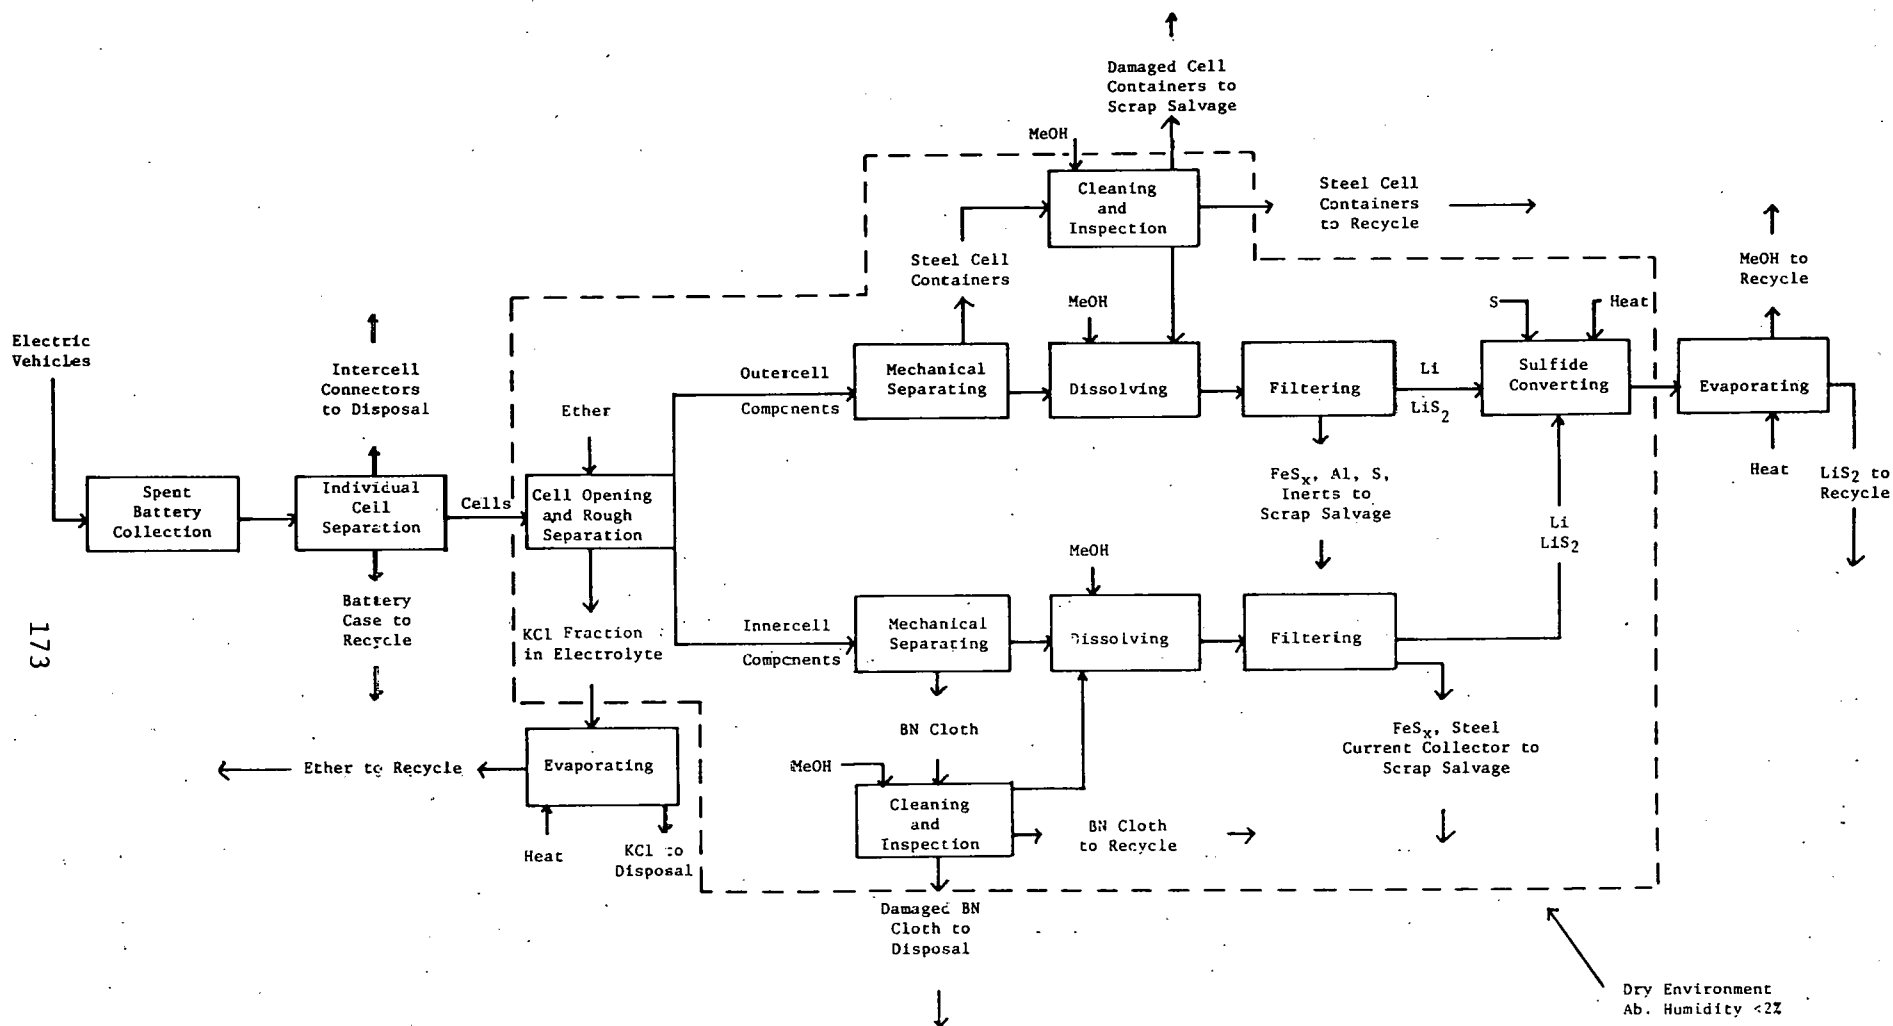 Damaged Cell
Containers to
Scrap Salvage
MeOH
Cleaning
and
Inspection
Steel Cell
Containers
to Recycle
Steel Cell
Containers
MeOH
MeOH to
Recycle
S
Heat
Electric
Vehicles
Intercell
Connectors
to Disposal
Outercell
Components
Mechanical
Separating
Dissolving
Filtering
Li
LiS2
Sulfide
Converting
Evaporating
Ether
Heat
LiS2 to
Recycle
Spent
Battery
Collection
Individual
Cell
Separation
Cells
Cell Opening
and Rough
Separation
FeSx, Al, S,
Inerts to
Scrap Salvage
Li
LiS2
MeOH
Battery
Case to
Recycle
KCl Fraction
in Electrolyte
Innercell
Components
Mechanical
Separating
Dissolving
Filtering
173
BN Cloth
FeSx, Steel
Current Collector to
Scrap Salvage
Ether to Recycle
Evaporating
MeOH
Cleaning
and
Inspection
BN Cloth
to Recycle
Heat
KCl to
Disposal
Damaged BN
Cloth to
Disposal
Dry Environment
Ab. Humidity <2%